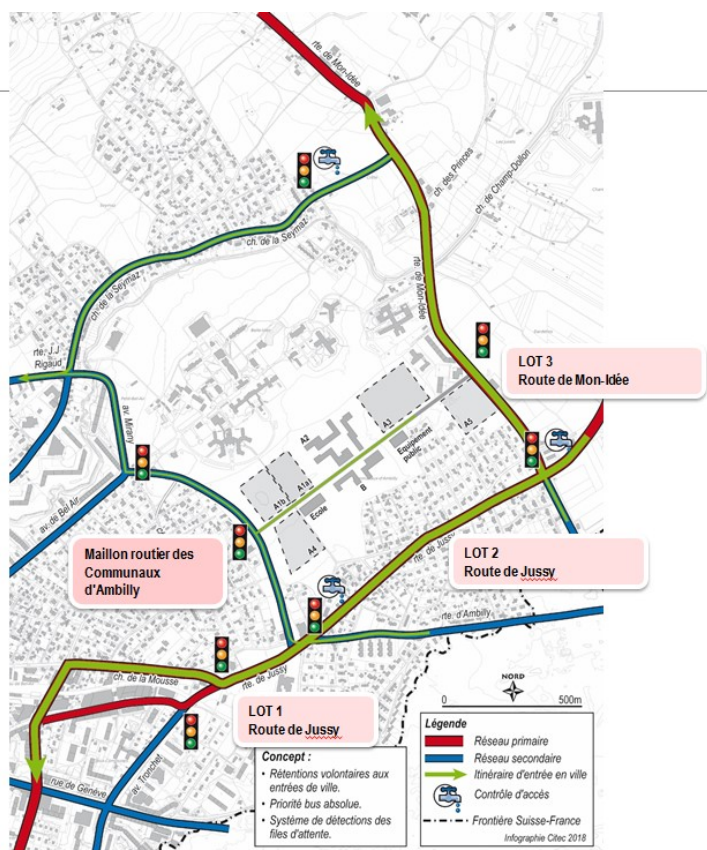 rte. de Mon-Idée
ch. des Princes
ch. de Champ-Dollon
ch. de la Seymaz
ch. de la Seymaz
rte. de Mon-Idée
rte. J.J
Rigaud
LOT 3
Route de Mon-Idée
av. Mirany
A3
A5
A2
Equipement
public
A1b
A1a1
B
Ecole
A4
av. de Bel Air
Maillon routier des
Communaux
d'Ambilly
LOT 2
Route de Jussy
rte. de Jussy
rte. d'Ambilly
ch. de la Mousse
rte. de Jussy
LOT 1
Route de Jussy
av. Tronchet
rue de Genève
NORD
0 500m
Concept :
• Rétentions volontaires aux
entrées de ville.
• Priorité bus absolue.
• Système de détections des
files d'attente.
Légende
Réseau primaire
Réseau secondaire
Itinéraire d'entrée en ville
Contrôle d'accès
Frontière Suisse-France
Infographie Citec 2018